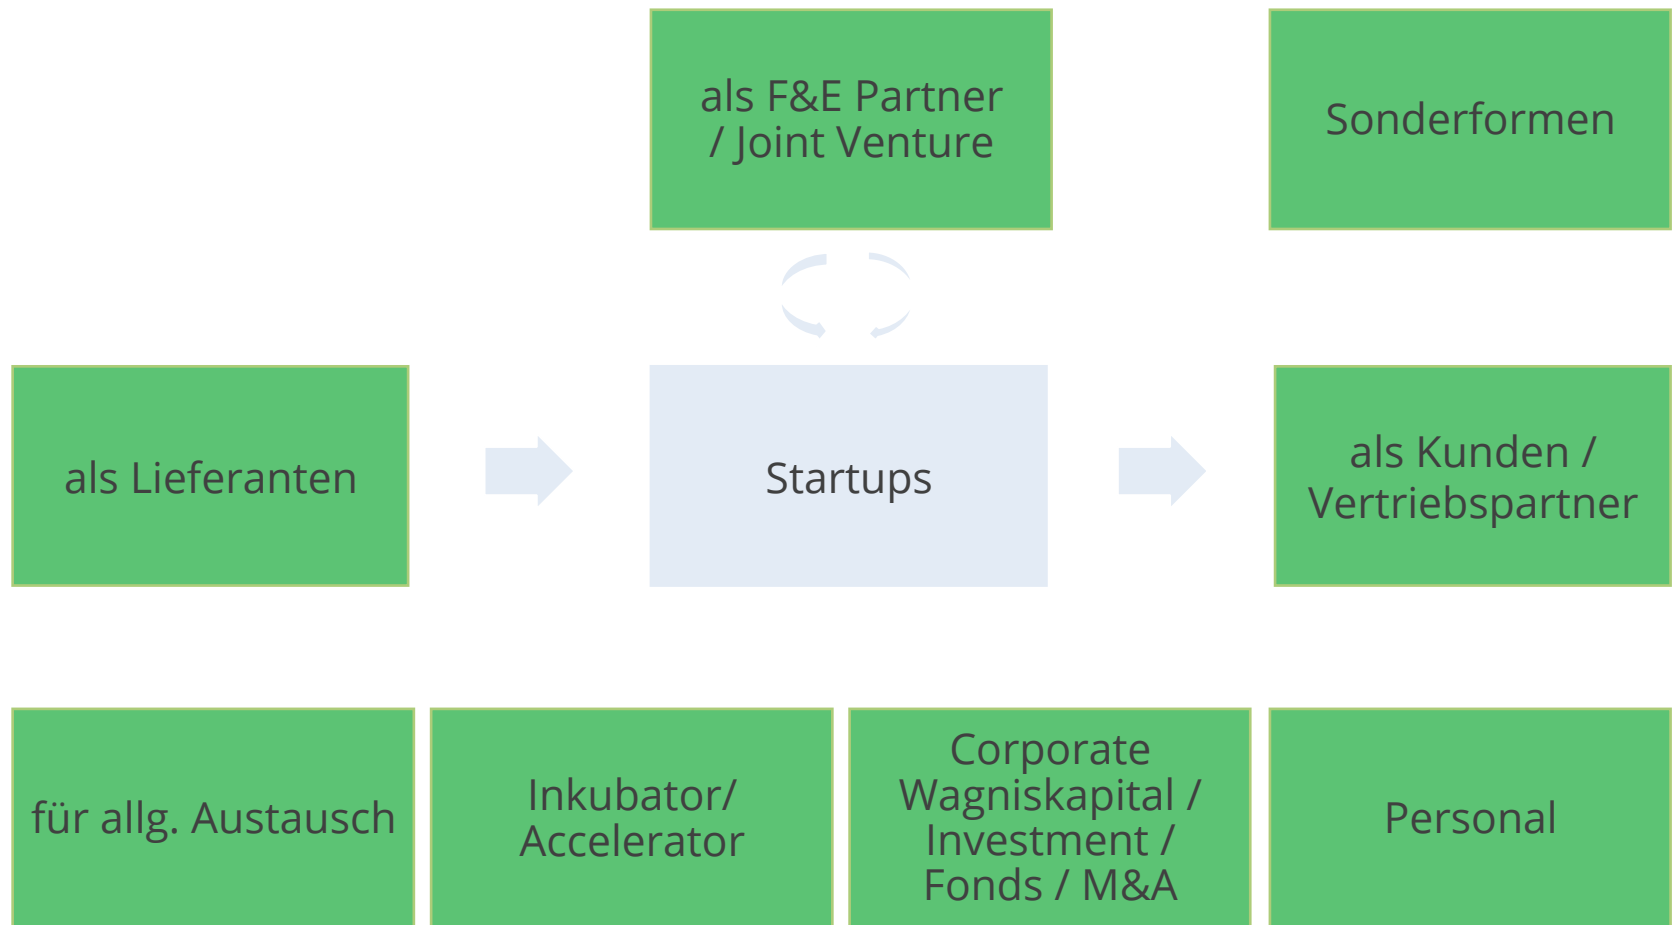 als F&E Partner
/ Joint Venture
Sonderformen
als Lieferanten
Startups
als Kunden /
Vertriebspartner
für allg. Austausch
Inkubator/
Accelerator
Corporate
Wagniskapital /
Investment /
Fonds / M&A
Personal